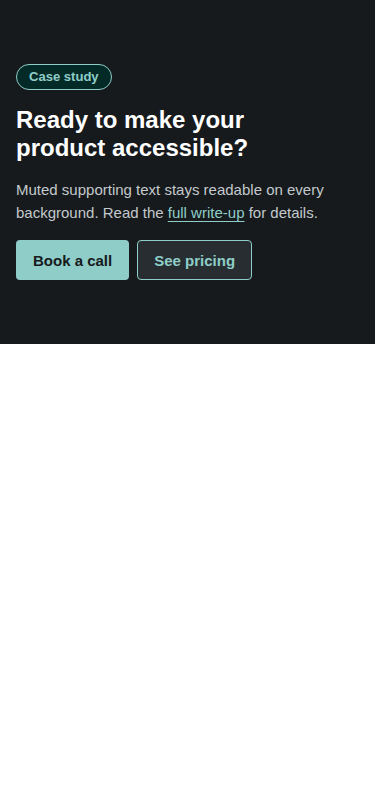 Case study
Ready to make your
product accessible?
Muted supporting text stays readable on every
background. Read the full write-up for details.
Book a call
See pricing